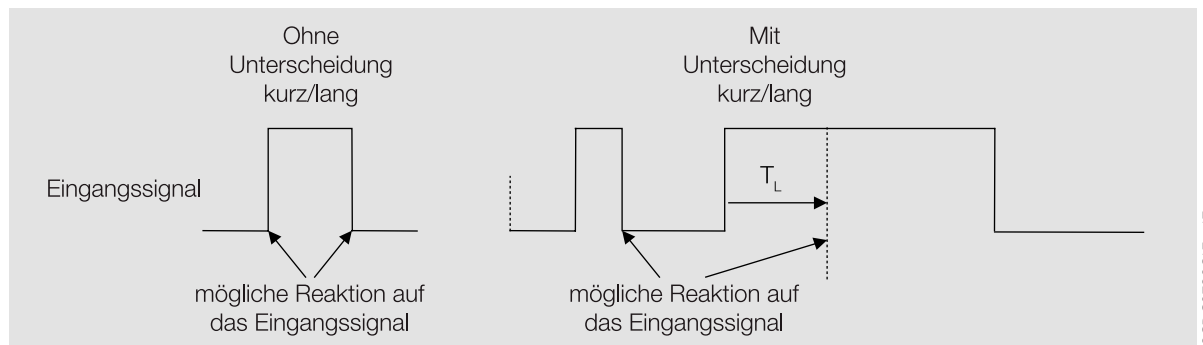 Ohne
Unterscheidung
kurz/lang
Mit
Unterscheidung
kurz/lang
Eingangssignal
T_L
mögliche Reaktion auf
das Eingangssignal
mögliche Reaktion auf
das Eingangssignal